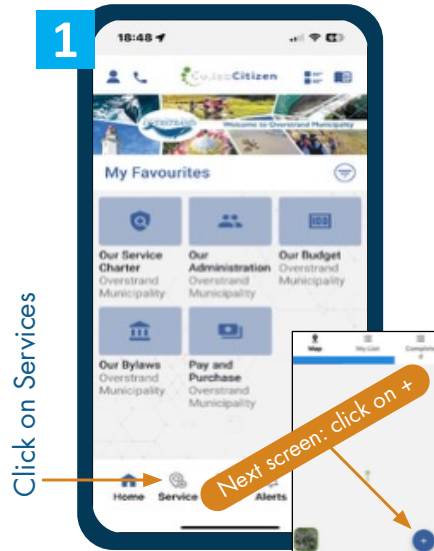 1
18:48
Citizen
Welcome to Overstrand Municipality
My Favourites
Our Service
Charter
Overstrand
Municipality
Our
Administration
Overstrand
Municipality
Our Budget
Overstrand
Municipality
Our Bylaws
Overstrand
Municipality
Pay and
Purchase
Overstrand
Municipality
Click on Services
Map
My List
Complete
d
Next screen: click on +
+
Home
Service
Alerts